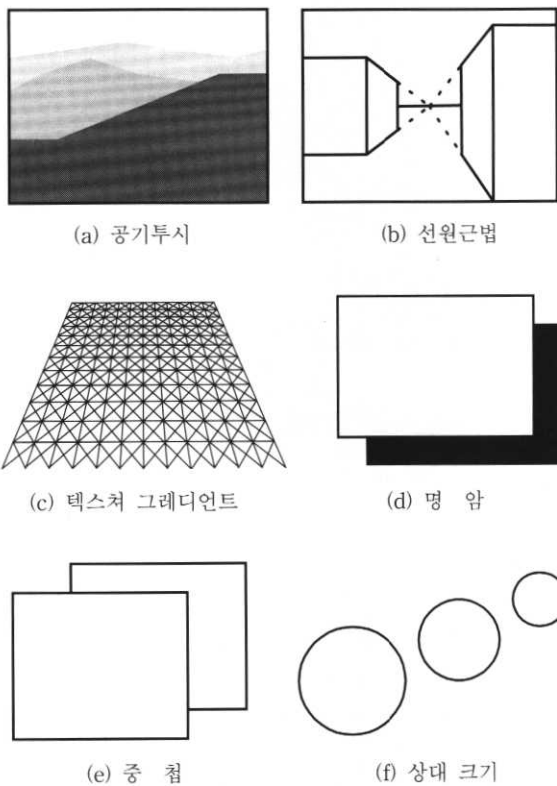 (a) 공기투시
(b) 선원근법
(c) 텍스쳐 그레디언트
(d) 명 암
(e) 중 첩
(f) 상대 크기